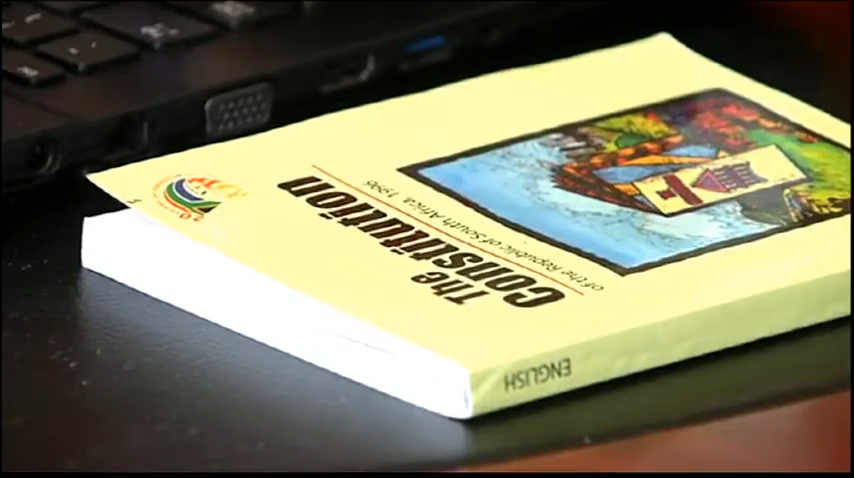 The
Constitution
of the Republic of South Africa, 1996
ENGLISH